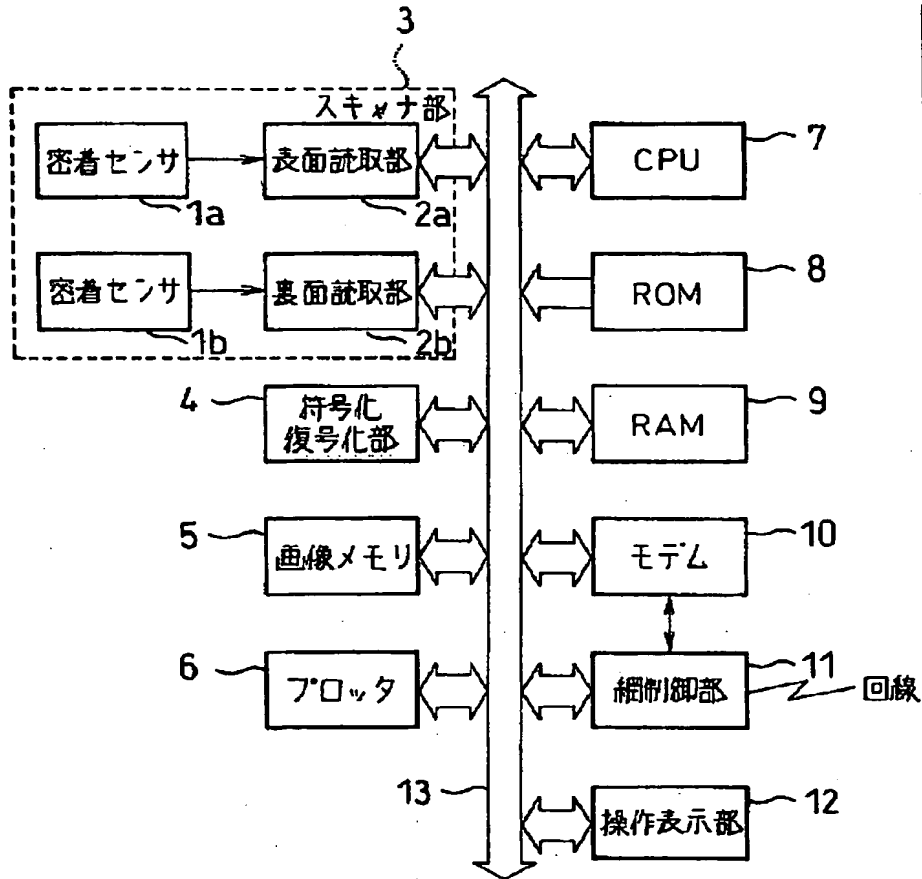 3
スキャナ部
密着センサ
表面読取部
CPU
7
1a
2a
密着センサ
裏面読取部
ROM
8
1b
2b
4
符号化
復号化部
RAM
9
5
画像メモリ
モデム
10
6
プロッタ
網制御部
11
回線
13
操作表示部
12